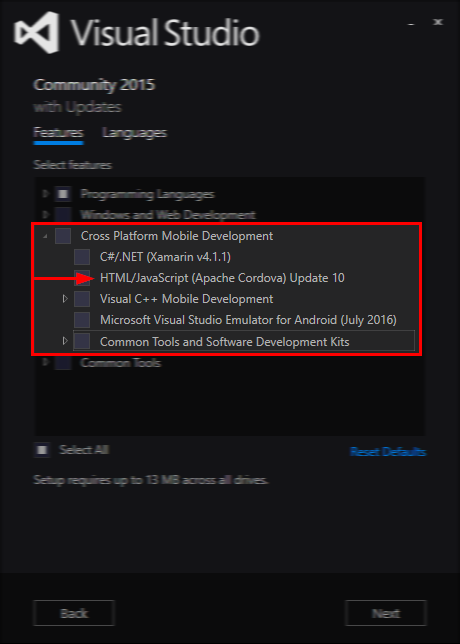 Visual Studio
Community 2015
with Updates
Features Languages
Select features
Programming Languages
Windows and Web Development
Cross Platform Mobile Development
C#/.NET (Xamarin v4.1.1)
HTML/JavaScript (Apache Cordova) Update 10
Visual C++ Mobile Development
Microsoft Visual Studio Emulator for Android (July 2016)
Common Tools and Software Development Kits
Common Tools
Select All
Reset Defaults
Setup requires up to 13 MB across all drives.
Back
Next